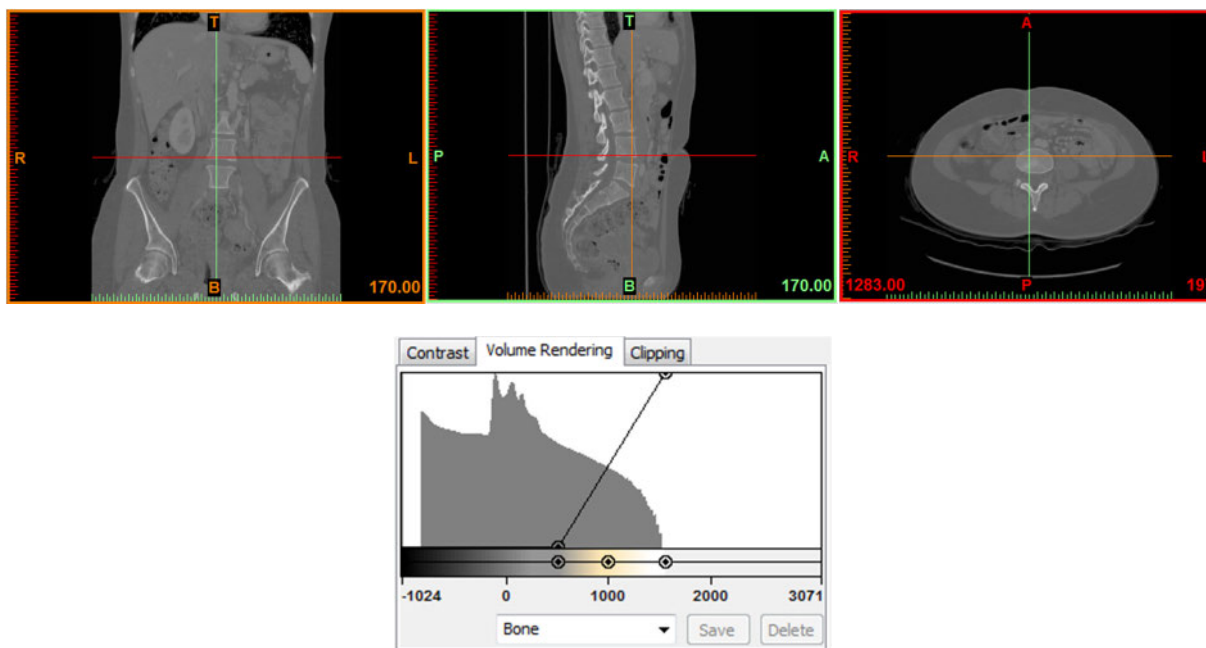 T T A
R L P A R L
B 170.00 B 170.00 1283.00 P 19
Contrast Volume Rendering Clipping
-1024 0 1000 2000 3071
Bone Save Delete